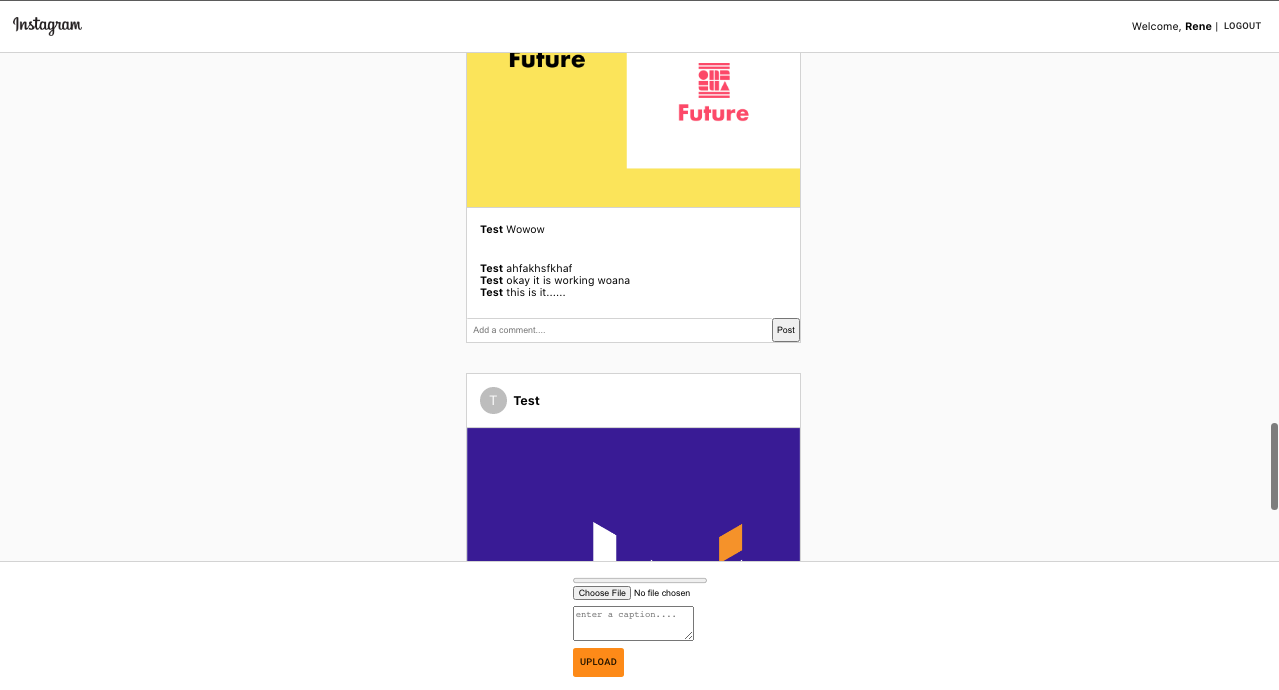 Instagram
Welcome, Rene | LOGOUT
Future
Future
Test Wowow
Test ahfakhsfkhaf
Test okay it is working woana
Test this is it......
Add a comment.... Post
T Test
Choose File No file chosen
enter a caption....
UPLOAD